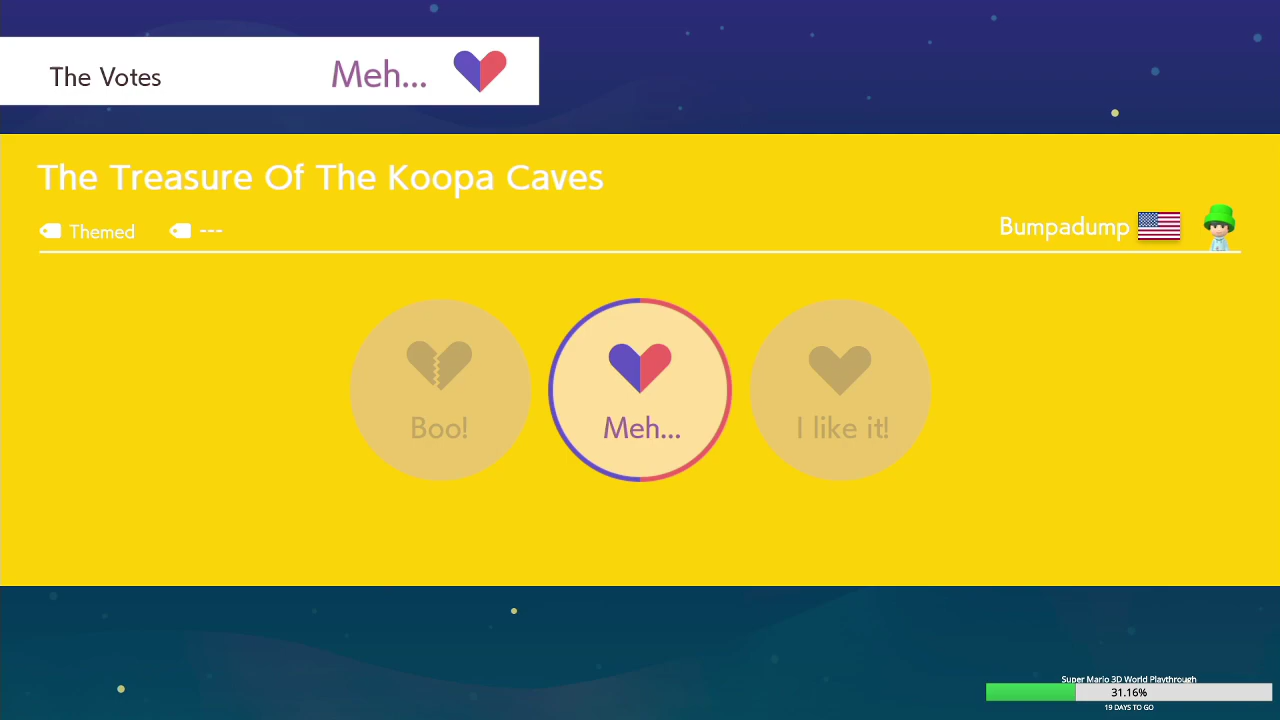 The Votes
Meh...
The Treasure Of The Koopa Caves
Themed
---
Bumpadump
Boo!
Meh...
I like it!
Super Mario 3D World Playthrough
31.16%
19 DAYS TO GO